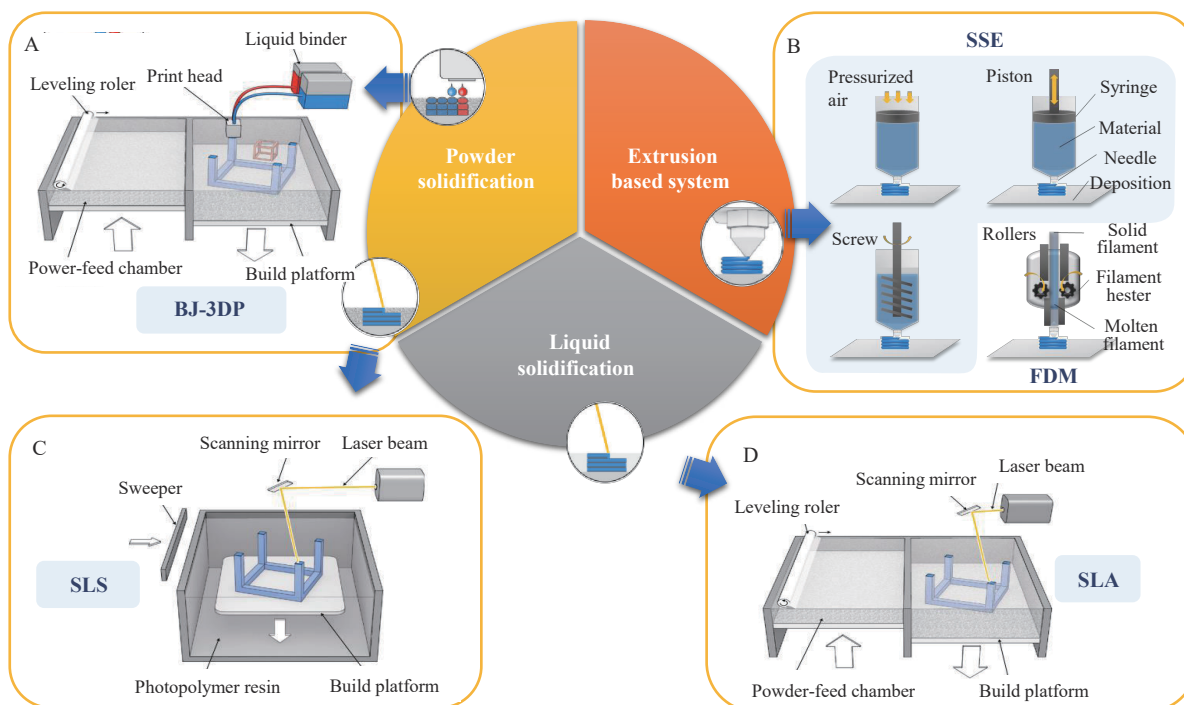 A
Liquid binder
Print head
Leveling roler
Power-feed chamber
Build platform
BJ-3DP
Powder
solidification
Extrusion
based system
Liquid
solidification
B
SSE
Pressurized
air
Piston
Syringe
Material
Needle
Deposition
Screw
Rollers
Solid
filament
Filament
hester
Molten
filament
FDM
C
Scanning mirror
Laser beam
Sweeper
SLS
Photopolymer resin
Build platform
D
Laser beam
Scanning mirror
Leveling roler
SLA
Powder-feed chamber
Build platform